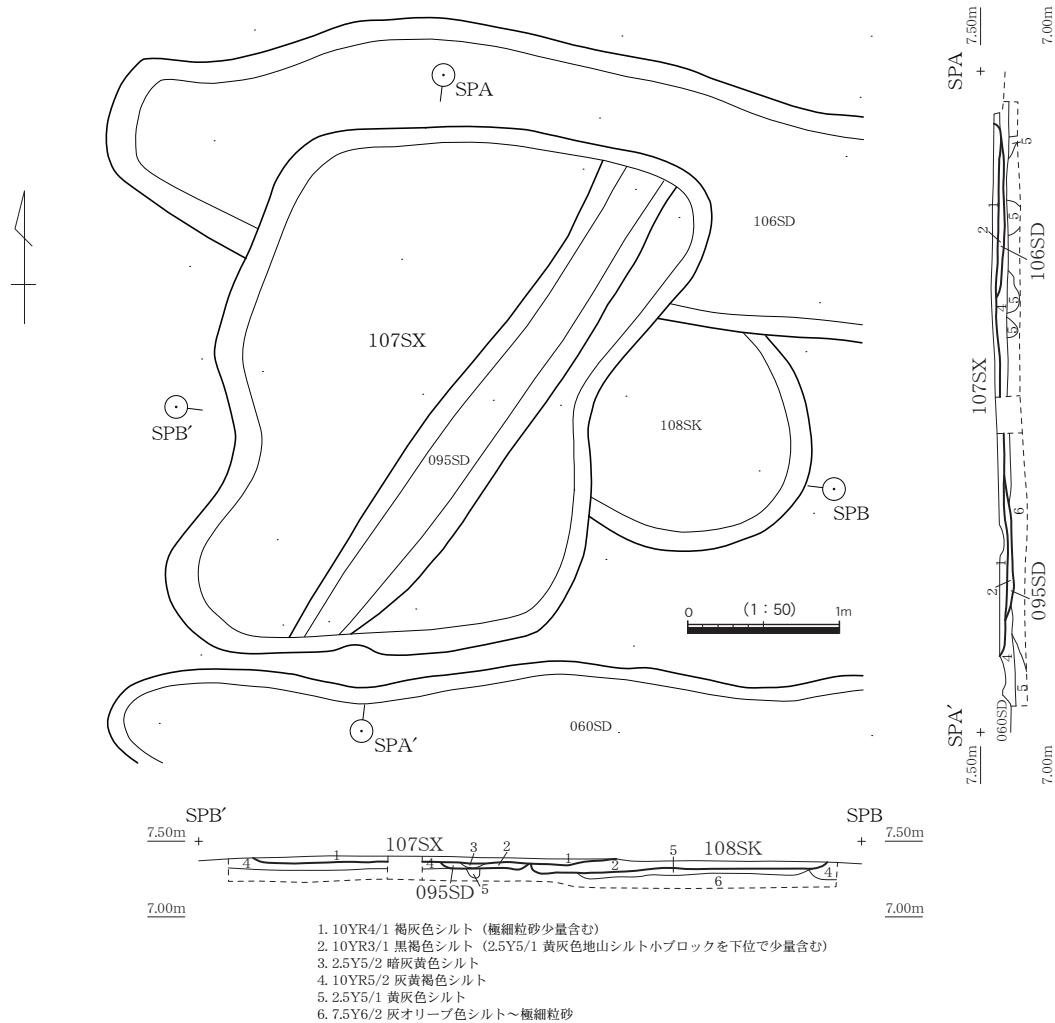 SPA
106SD
107SX
SPB′
095SD
108SK
SPB
0 (1：50) 1m
SPA′
060SD
7.50m
7.00m
SPA
5
1
5
2
106SD
5
4
5
107SX
6
1
2
095SD
4
5
SPA′
060SD
7.50m
7.00m
SPB′
SPB
7.50m
7.50m
107SX
3
2
5
108SK
4
1
4
1
2
4
095SD
5
6
7.00m
7.00m
1. 10YR4/1 褐灰色シルト（極細粒砂少量含む）
2. 10YR3/1 黒褐色シルト（2.5Y5/1 黄灰色地山シルト小ブロックを下位で少量含む）
3. 2.5Y5/2 暗灰黄色シルト
4. 10YR5/2 灰黄褐色シルト
5. 2.5Y5/1 黄灰色シルト
6. 7.5Y6/2 灰オリーブ色シルト～極細粒砂